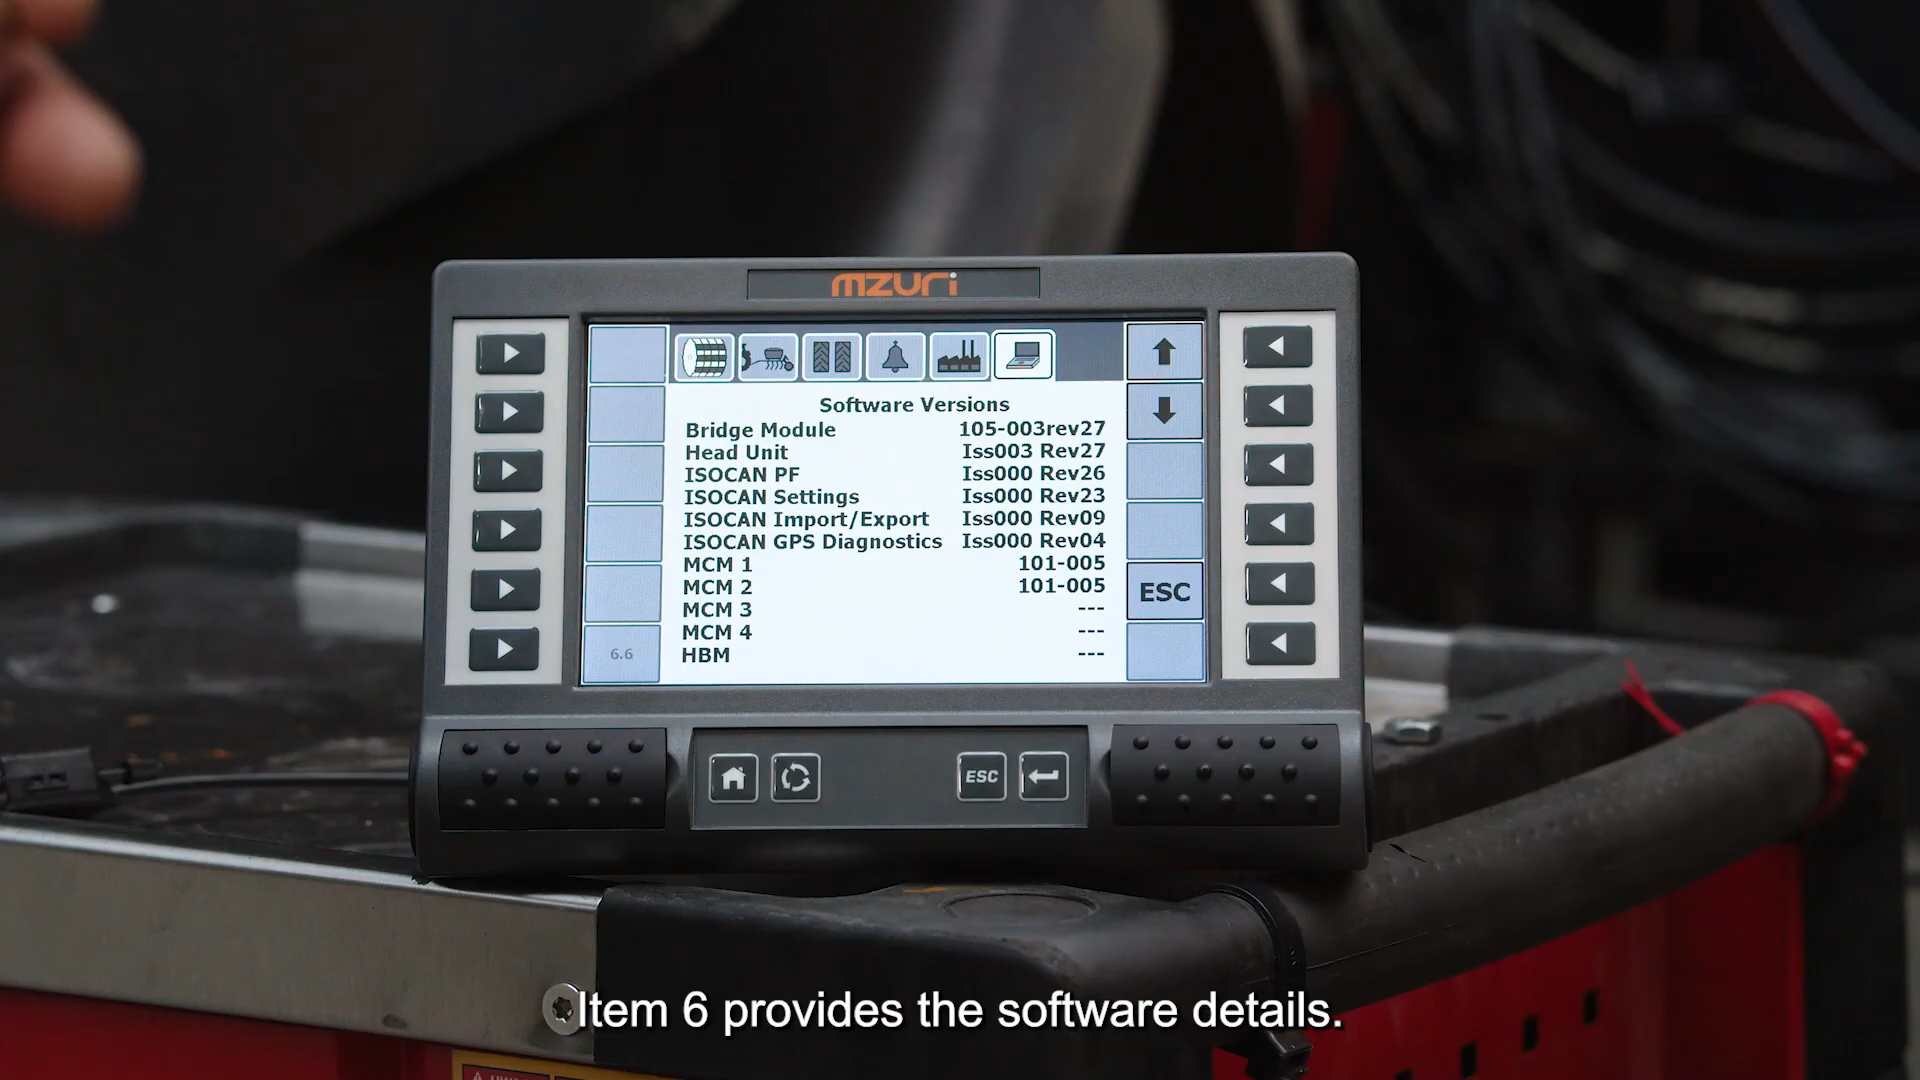 mzuri
Software Versions
Bridge Module 105-003rev27
Head Unit Iss003 Rev27
ISOCAN PF Iss000 Rev26
ISOCAN Settings Iss000 Rev23
ISOCAN Import/Export Iss000 Rev09
ISOCAN GPS Diagnostics Iss000 Rev04
MCM 1 101-005
MCM 2 101-005
MCM 3 ---
MCM 4 ---
HBM ---
ESC
6.6
ESC
Item 6 provides the software details.